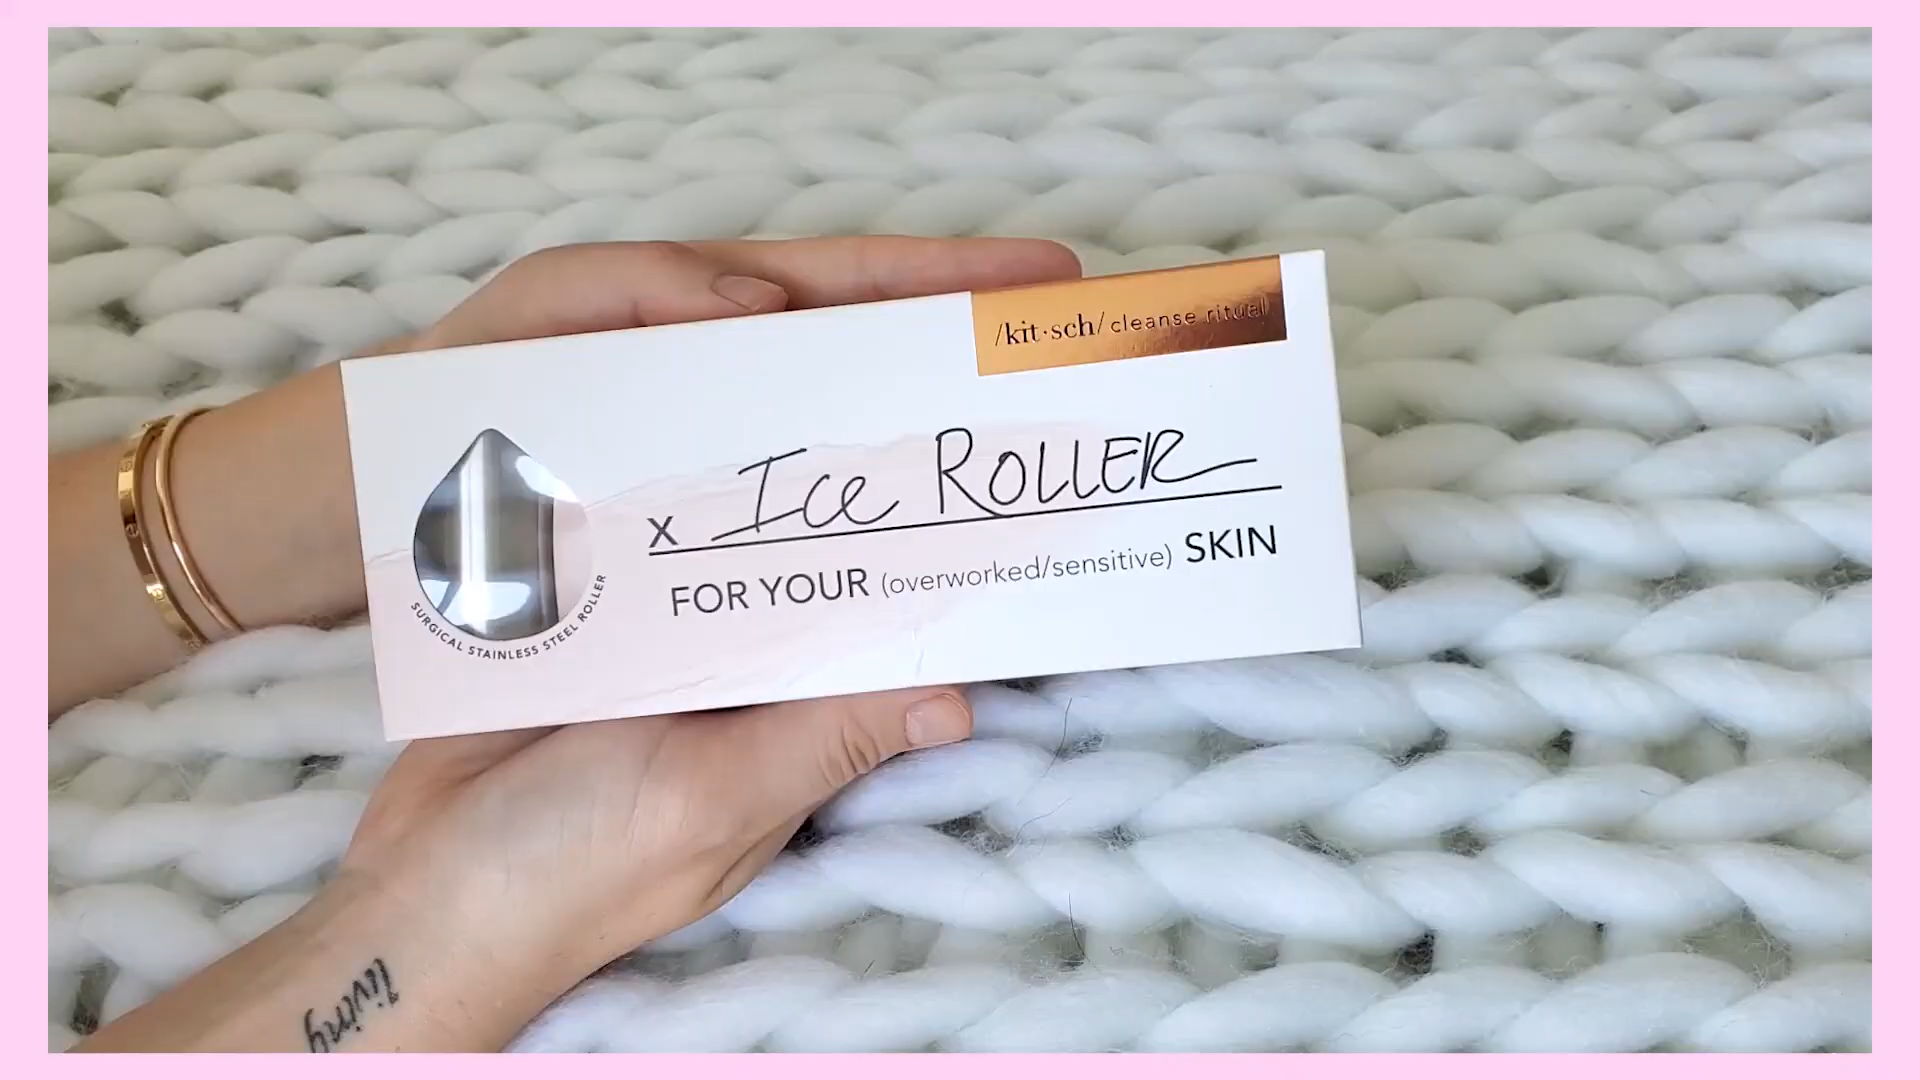 /kit·sch/ cleanse ritual
x Ice ROLLER
FOR YOUR (overworked/sensitive) SKIN
SURGICAL STAINLESS STEEL ROLLER
living